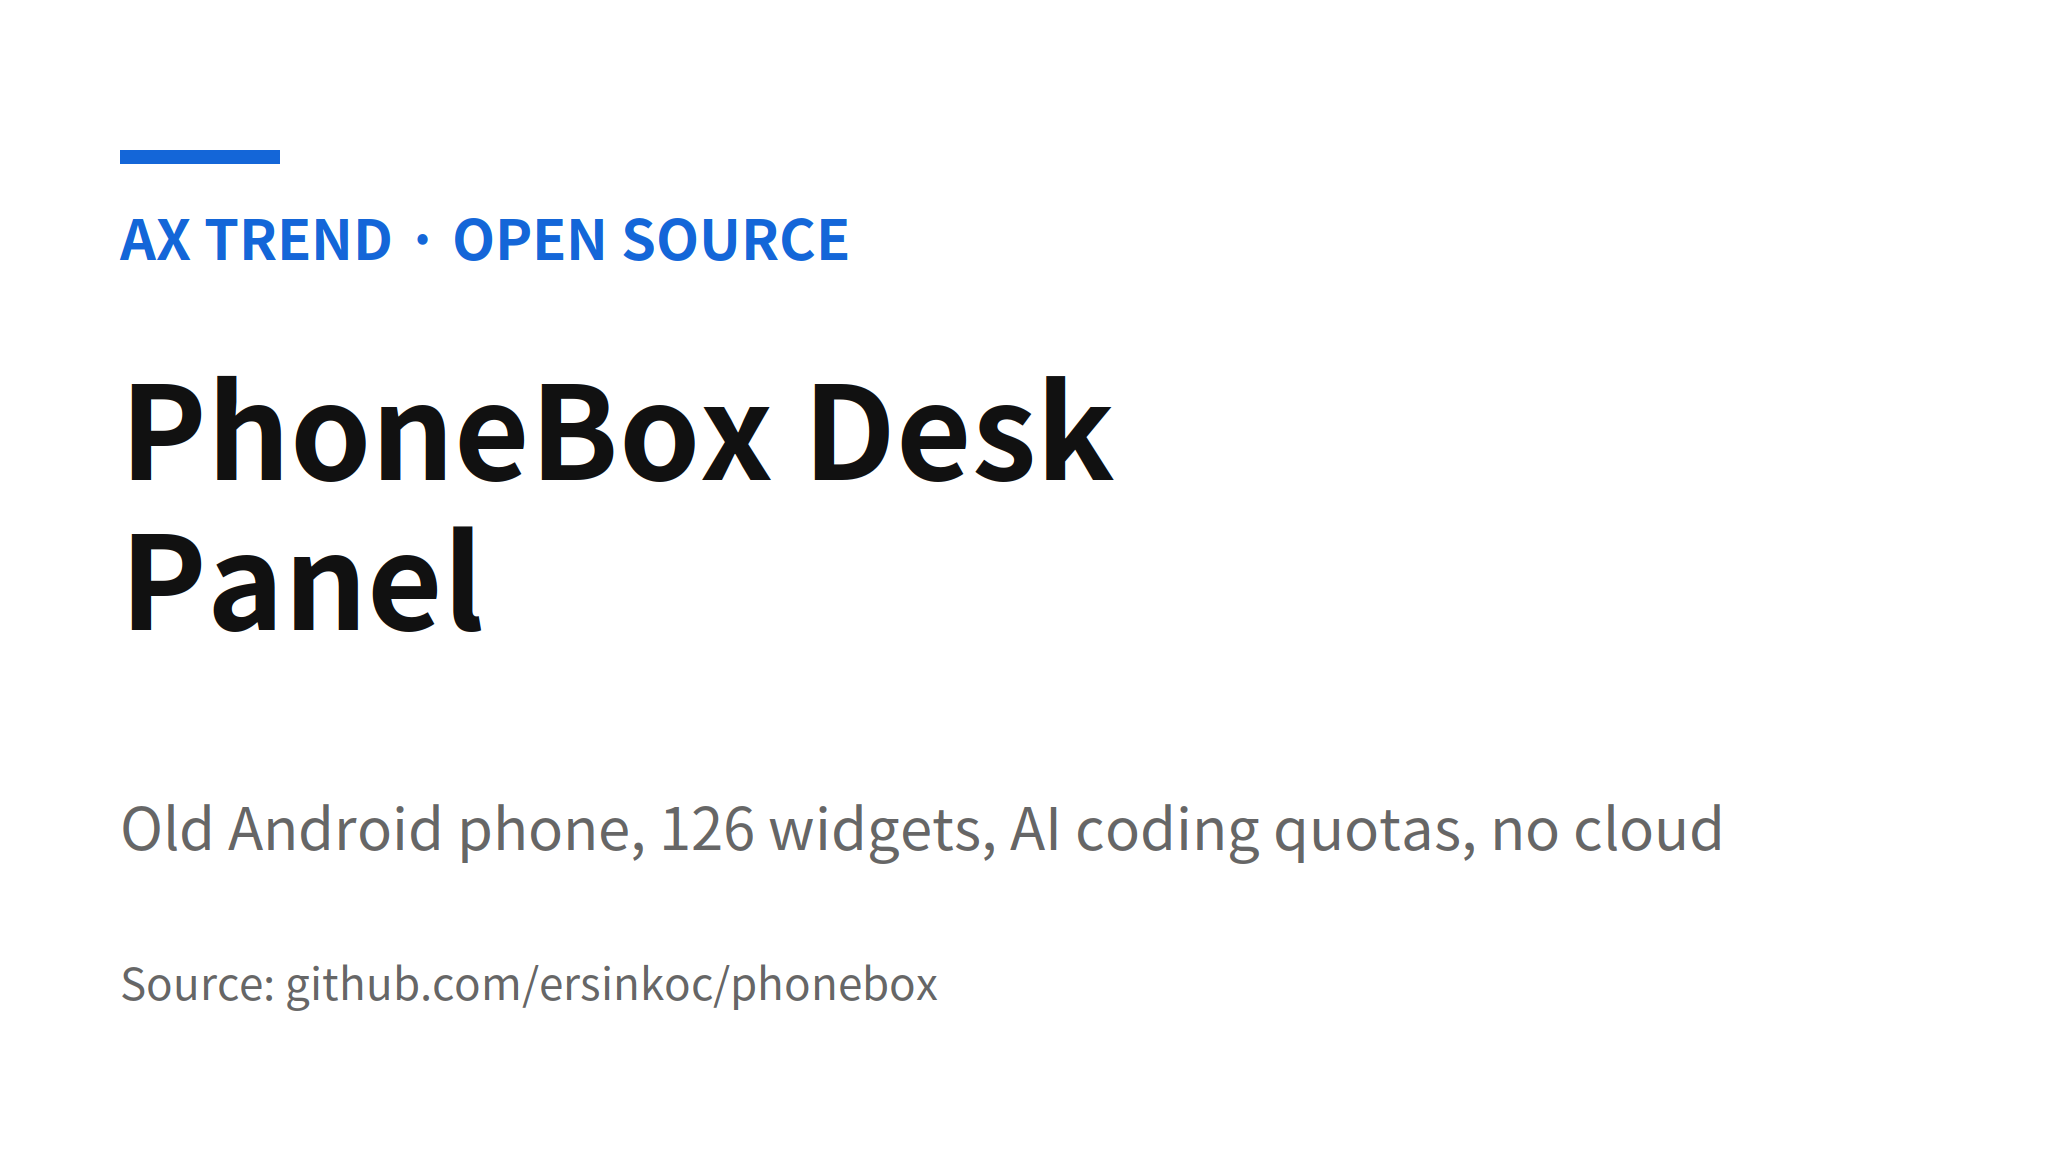 AX TREND · OPEN SOURCE
PhoneBox Desk
Panel
Old Android phone, 126 widgets, AI coding quotas, no cloud
Source: github.com/ersinkoc/phonebox